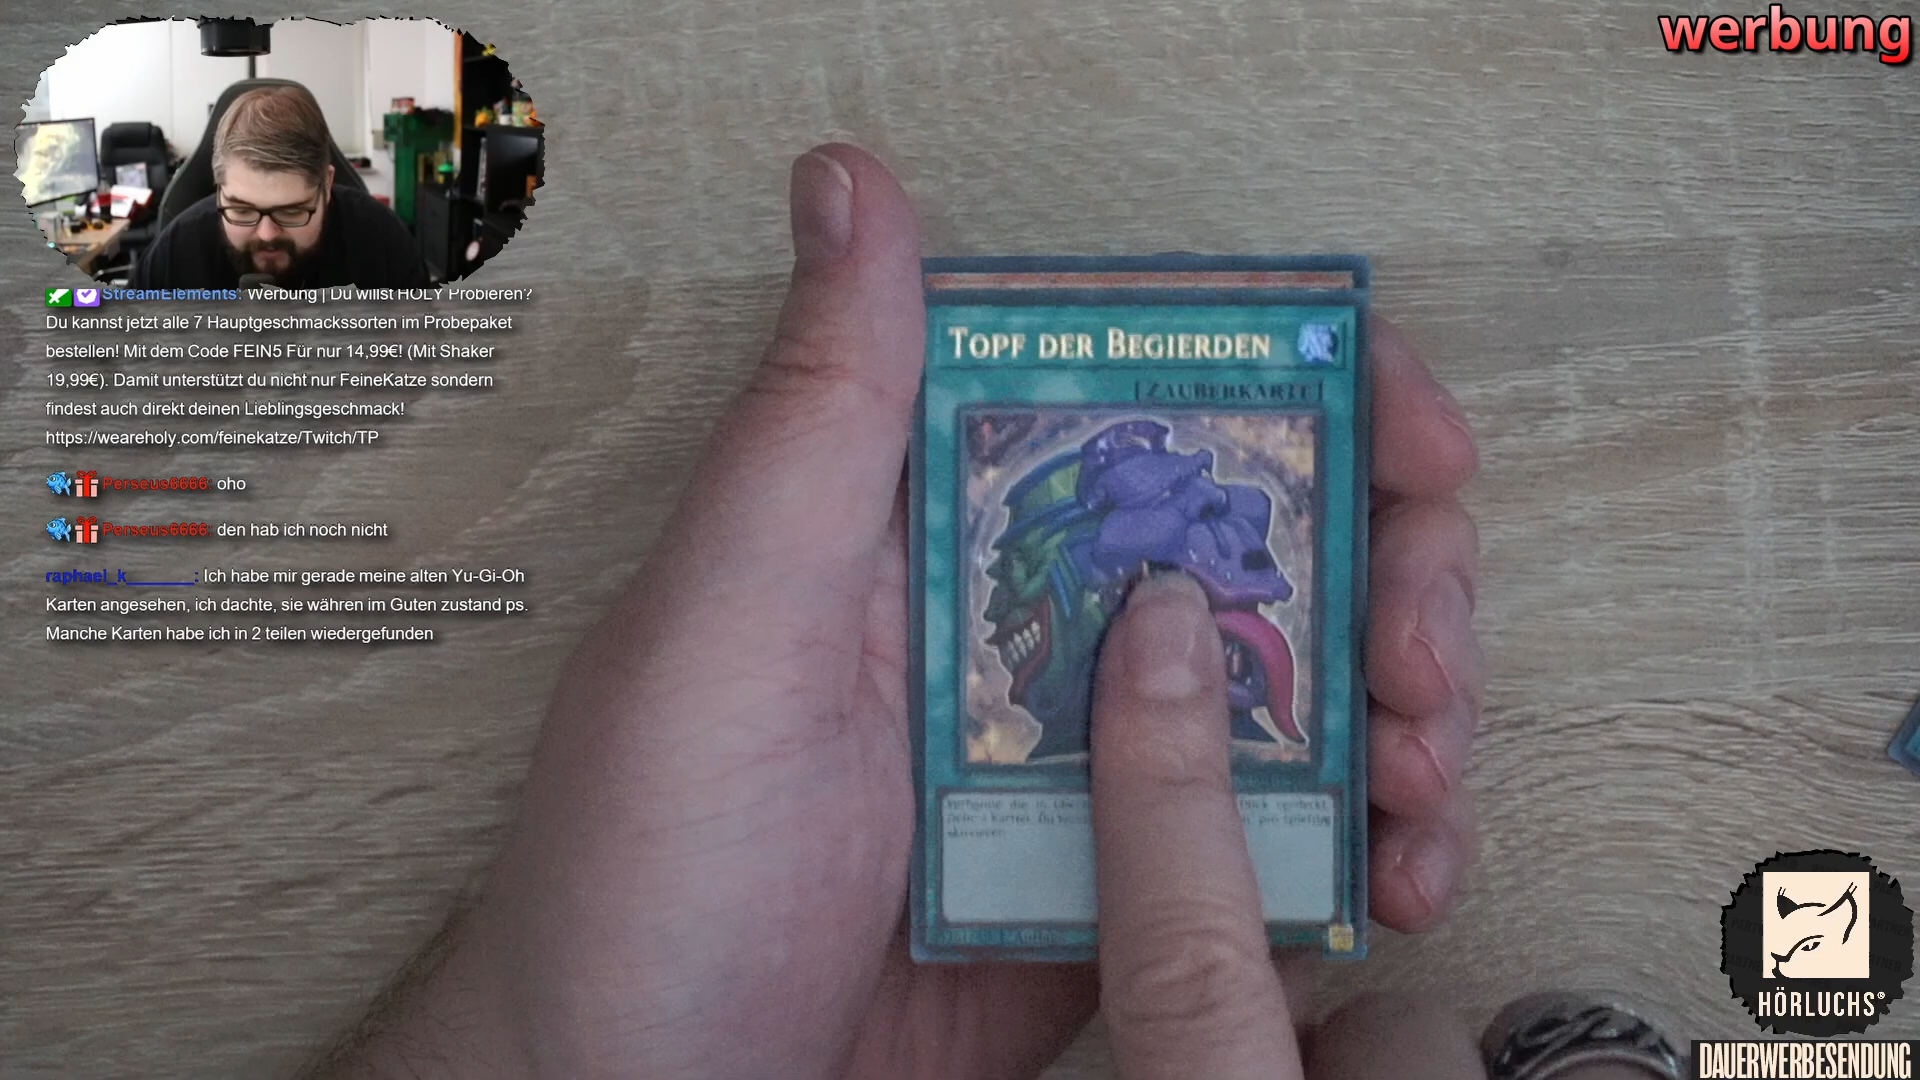 werbung
StreamElements: Werbung | Du willst HOLY Probieren?
Du kannst jetzt alle 7 Hauptgeschmackssorten im Probepaket
bestellen! Mit dem Code FEIN5 Für nur 14,99€! (Mit Shaker
19,99€). Damit unterstützt du nicht nur FeineKatze sondern
findest auch direkt deinen Lieblingsgeschmack!
https://weareholy.com/feinekatze/Twitch/TP
Perseus6666: oho
Perseus6666: den hab ich noch nicht
raphael_k_______: Ich habe mir gerade meine alten Yu-Gi-Oh
Karten angesehen, ich dachte, sie währen im Guten zustand ps.
Manche Karten habe ich in 2 teilen wiedergefunden
TOPF DER BEGIERDEN
[ZAUBERKARTE]
HÖRLUCHS®
DAUERWERBESENDUNG